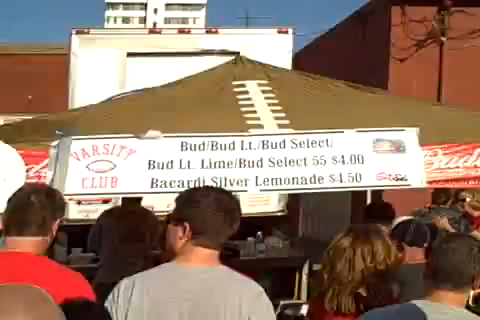 VARSITY
CLUB
Bud/Bud Lt./Bud Select/
Bud Lt. Lime/Bud Select 55 $4.00
Bacardi Silver Lemonade $4.50